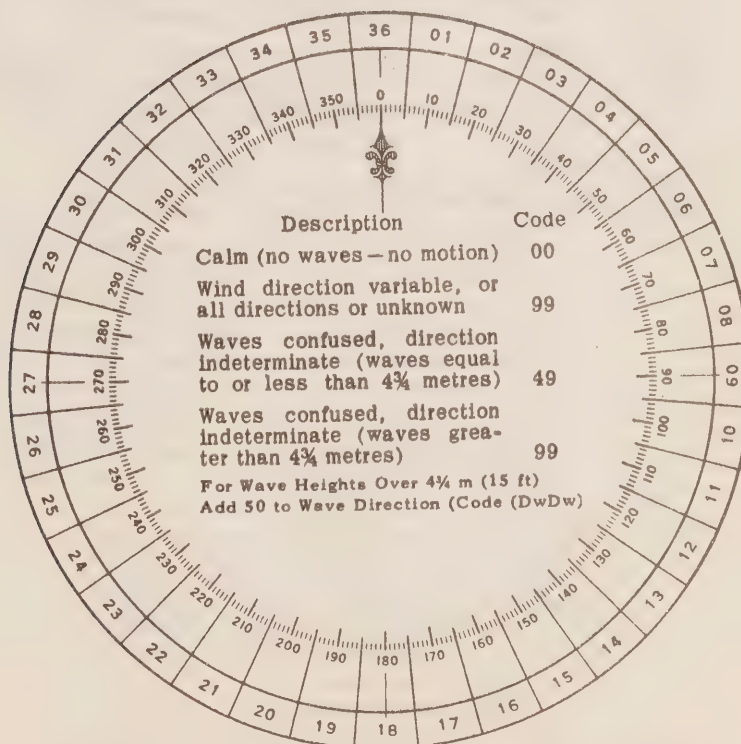 36 01 02 03 04 05 06 07 08 09 10 11 12 13 14 15 16 17 18 19 20 21 22 23 24 25 26 27 28 29 30 31 32 33 34 35
0 10 20 30 40 50 60 70 80 90 100 110 120 130 140 150 160 170 180 190 200 210 220 230 240 250 260 270 280 290 300 310 320 330 340 350
Description Code
Calm (no waves — no motion) 00
Wind direction variable, or
all directions or unknown 99
Waves confused, direction
indeterminate (waves equal
to or less than 4¾ metres) 49
Waves confused, direction
indeterminate (waves grea-
ter than 4¾ metres) 99
For Wave Heights Over 4¾ m (15 ft)
Add 50 to Wave Direction (Code (DwDw)